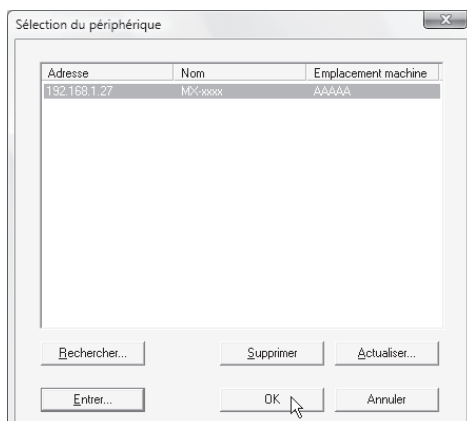 Sélection du périphérique
Adresse Nom Emplacement machine
192.168.1.27 MX-xxxx AAAAA
Rechercher... Supprimer Actualiser...
Entrer... OK Annuler